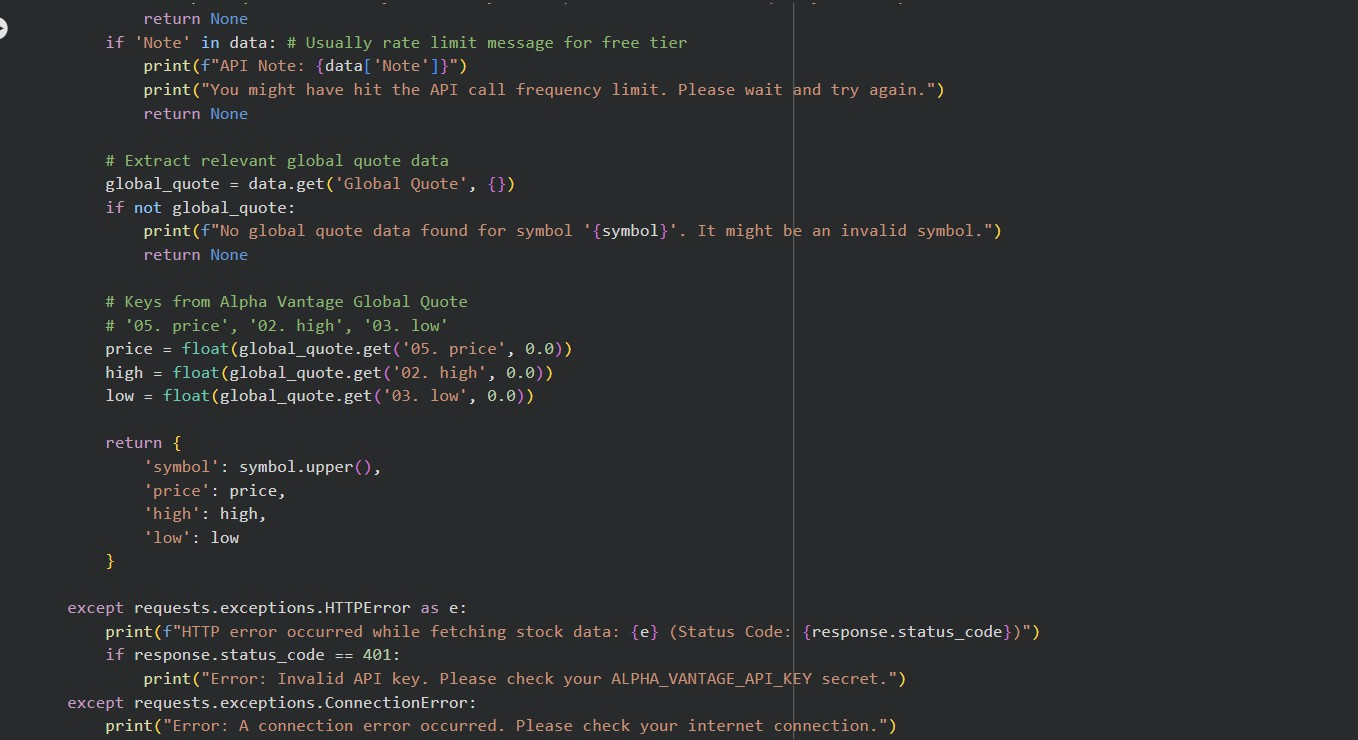 return None
if 'Note' in data: # Usually rate limit message for free tier
print(f"API Note: {data['Note']}")
print("You might have hit the API call frequency limit. Please wait and try again.")
return None
# Extract relevant global quote data
global_quote = data.get('Global Quote', {})
if not global_quote:
print(f"No global quote data found for symbol '{symbol}'. It might be an invalid symbol.")
return None
# Keys from Alpha Vantage Global Quote
# '05. price', '02. high', '03. low'
price = float(global_quote.get('05. price', 0.0))
high = float(global_quote.get('02. high', 0.0))
low = float(global_quote.get('03. low', 0.0))
return {
'symbol': symbol.upper(),
'price': price,
'high': high,
'low': low
}
except requests.exceptions.HTTPError as e:
print(f"HTTP error occurred while fetching stock data: {e} (Status Code: {response.status_code})")
if response.status_code == 401:
print("Error: Invalid API key. Please check your ALPHA_VANTAGE_API_KEY secret.")
except requests.exceptions.ConnectionError:
print("Error: A connection error occurred. Please check your internet connection.")